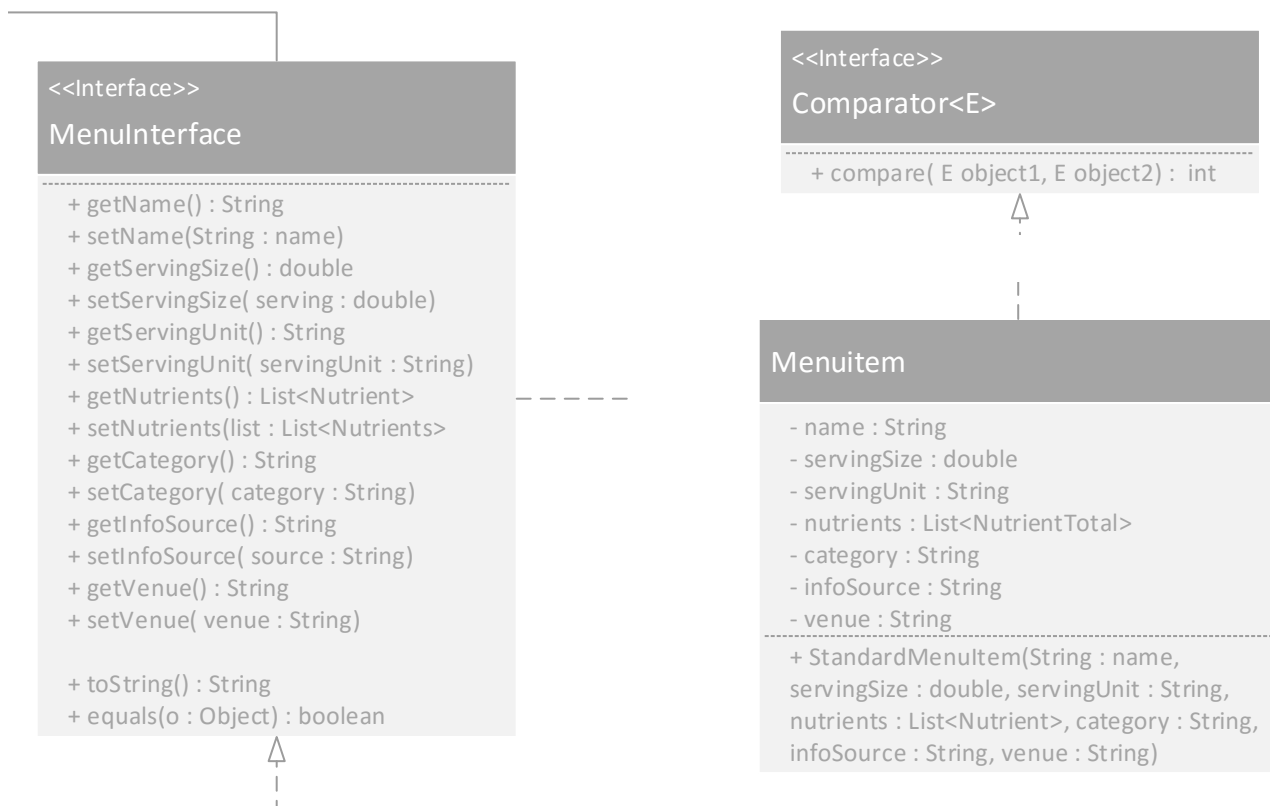 <<Interface>>
MenuInterface
+ getName() : String
+ setName(String : name)
+ getServingSize() : double
+ setServingSize( serving : double)
+ getServingUnit() : String
+ setServingUnit( servingUnit : String)
+ getNutrients() : List<Nutrient>
+ setNutrients(list : List<Nutrients>
+ getCategory() : String
+ setCategory( category : String)
+ getInfoSource() : String
+ setInfoSource( source : String)
+ getVenue() : String
+ setVenue( venue : String)
+ toString() : String
+ equals(o : Object) : boolean
<<Interface>>
Comparator<E>
+ compare( E object1, E object2) : int
Menuitem
- name : String
- servingSize : double
- servingUnit : String
- nutrients : List<NutrientTotal>
- category : String
- infoSource : String
- venue : String
+ StandardMenuItem(String : name,
servingSize : double, servingUnit : String,
nutrients : List<Nutrient>, category : String,
infoSource : String, venue : String)